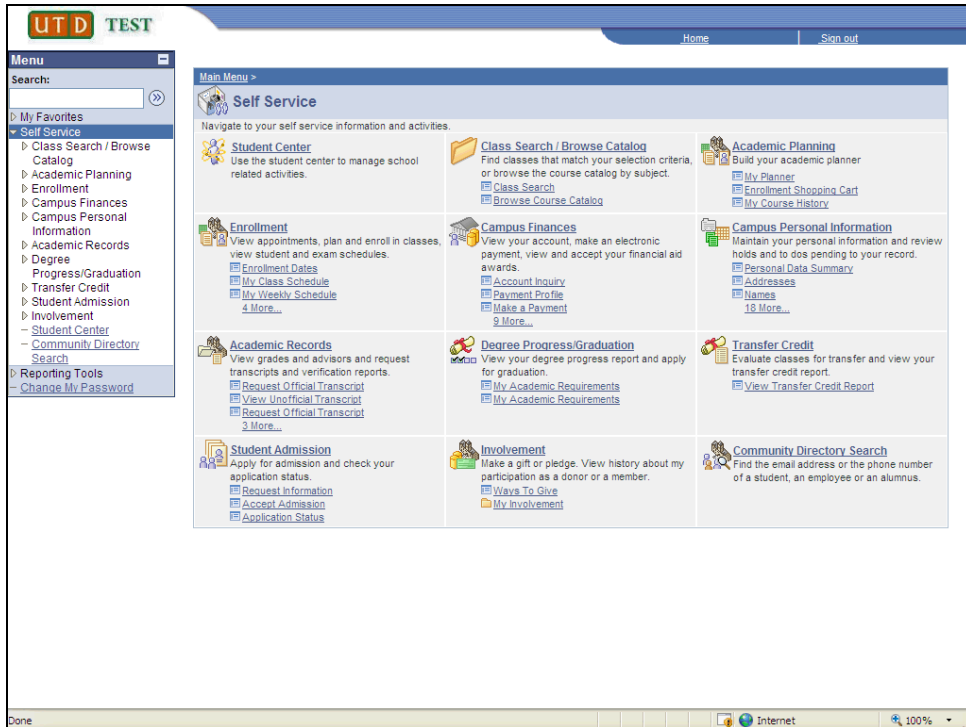 UTD TEST
Home
Sign out
Menu
Search:
My Favorites
Self Service
Class Search / Browse
Catalog
Academic Planning
Enrollment
Campus Finances
Campus Personal
Information
Academic Records
Degree
Progress/Graduation
Transfer Credit
Student Admission
Involvement
Student Center
Community Directory
Search
Reporting Tools
Change My Password
Main Menu >
Self Service
Navigate to your self service information and activities.
Student Center
Use the student center to manage school
related activities.
Class Search / Browse Catalog
Find classes that match your selection criteria,
or browse the course catalog by subject.
Class Search
Browse Course Catalog
Academic Planning
Build your academic planner
My Planner
Enrollment Shopping Cart
My Course History
Enrollment
View appointments, plan and enroll in classes,
view student and exam schedules.
Enrollment Dates
My Class Schedule
My Weekly Schedule
4 More...
Campus Finances
View your account, make an electronic
payment, view and accept your financial aid
awards.
Account Inquiry
Payment Profile
Make a Payment
9 More...
Campus Personal Information
Maintain your personal information and review
holds and to dos pending to your record.
Personal Data Summary
Addresses
Names
18 More...
Academic Records
View grades and advisors and request
transcripts and verification reports.
Request Official Transcript
View Unofficial Transcript
Request Official Transcript
3 More...
Degree Progress/Graduation
View your degree progress report and apply
for graduation.
My Academic Requirements
My Academic Requirements
Transfer Credit
Evaluate classes for transfer and view your
transfer credit report.
View Transfer Credit Report
Student Admission
Apply for admission and check your
application status.
Request Information
Accept Admission
Application Status
Involvement
Make a gift or pledge. View history about my
participation as a donor or a member.
Ways To Give
My Involvement
Community Directory Search
Find the email address or the phone number
of a student, an employee or an alumnus.
Done
Internet
100%